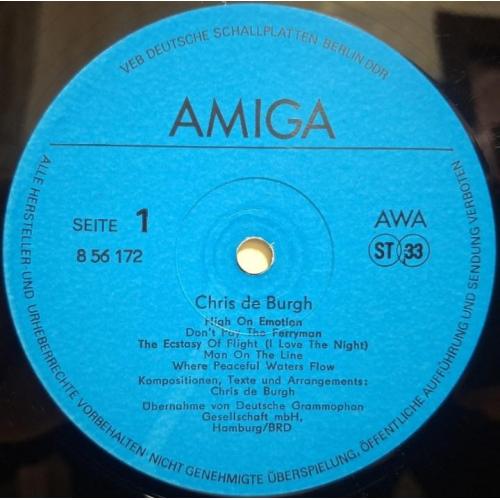 VEB DEUTSCHE SCHALLPLATTEN BERLIN DDR
AMIGA
SEITE 1
8 56 172
AWA
ST 33
Chris de Burgh
High On Emotion
Don't Pay The Ferryman
The Ecstasy Of Flight (I Love The Night)
Man On The Line
Where Peaceful Waters Flow
Kompositionen, Texte und Arrangements:
Chris de Burgh
Übernahme von Deutsche Grammophon
Gesellschaft mbH,
Hamburg/BRD
ALLE HERSTELLER- UND URHEBERRECHTE VORBEHALTEN · NICHT GENEHMIGTE ÜBERSPIELUNG, ÖFFENTLICHE AUFFÜHRUNG UND SENDUNG VERBOTEN